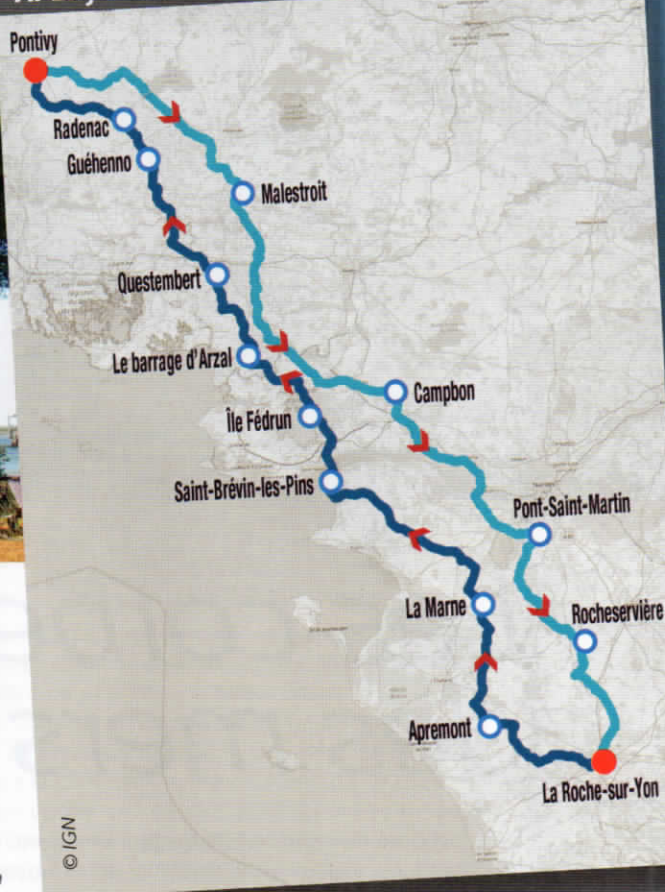 Pontivy
Radenac
Guéhenno
Malestroit
Questembert
Le barrage d'Arzal
Campbon
Île Fédrun
Saint-Brévin-les-Pins
Pont-Saint-Martin
La Marne
Rocheservière
Apremont
La Roche-sur-Yon
© IGN